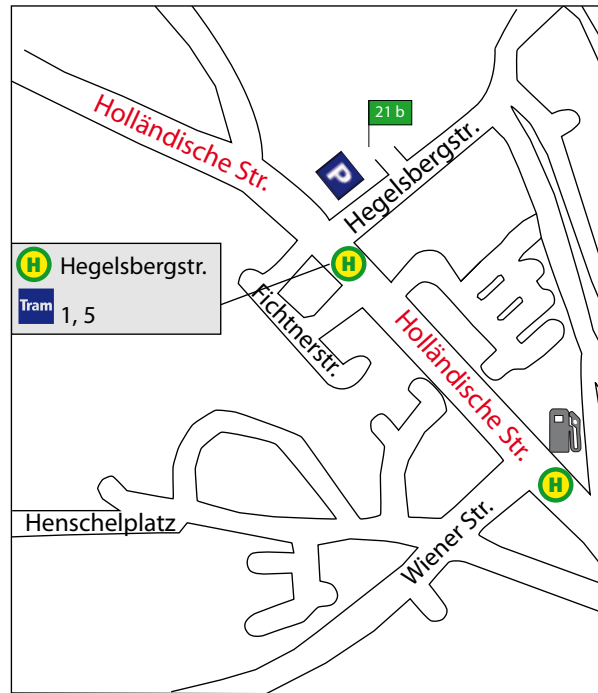 Holländische Str.
21 b
P
Hegelsbergstr.
H
H Hegelsbergstr.
Tram 1, 5
Fichtnerstr.
Holländische Str.
H
Henschelplatz
Wiener Str.